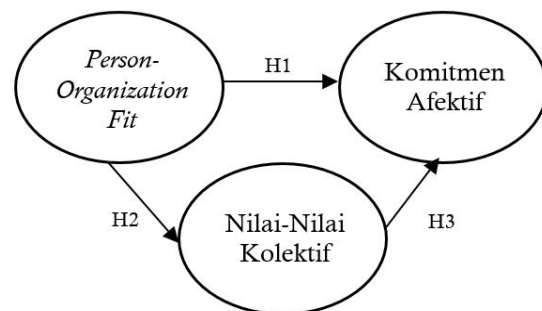 Person-
Organization
Fit
H1
Komitmen
Afektif
H2
Nilai-Nilai
Kolektif
H3